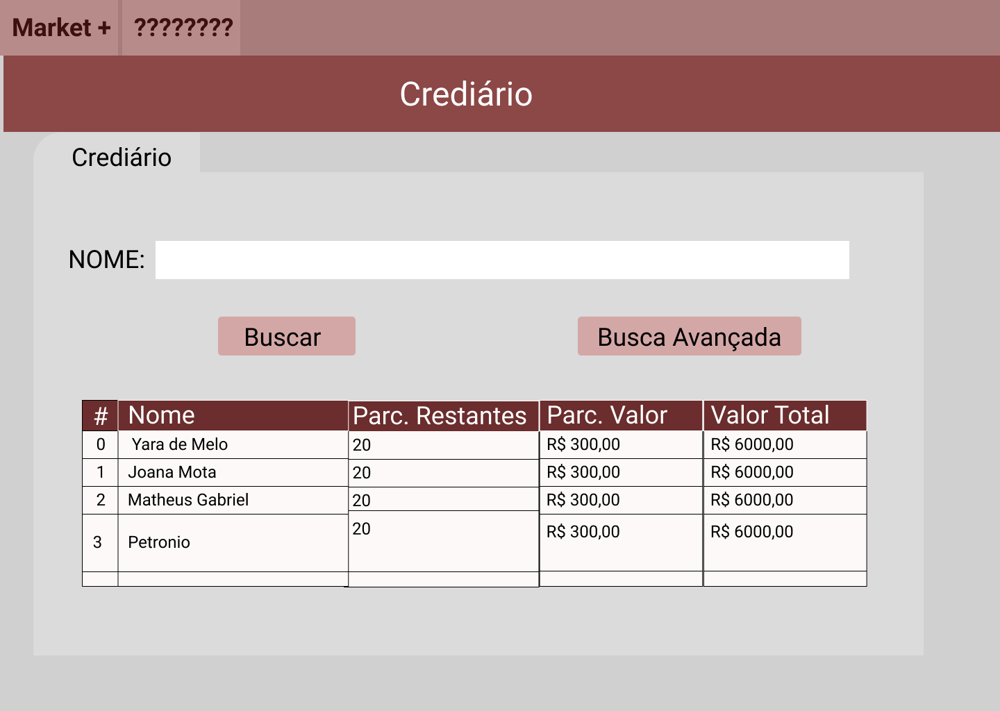 Market + ????????
Crediário
Crediário
NOME:
Buscar Busca Avançada
# Nome Parc. Restantes Parc. Valor Valor Total
0 Yara de Melo 20 R$ 300,00 R$ 6000,00
1 Joana Mota 20 R$ 300,00 R$ 6000,00
2 Matheus Gabriel 20 R$ 300,00 R$ 6000,00
3 Petronio 20 R$ 300,00 R$ 6000,00